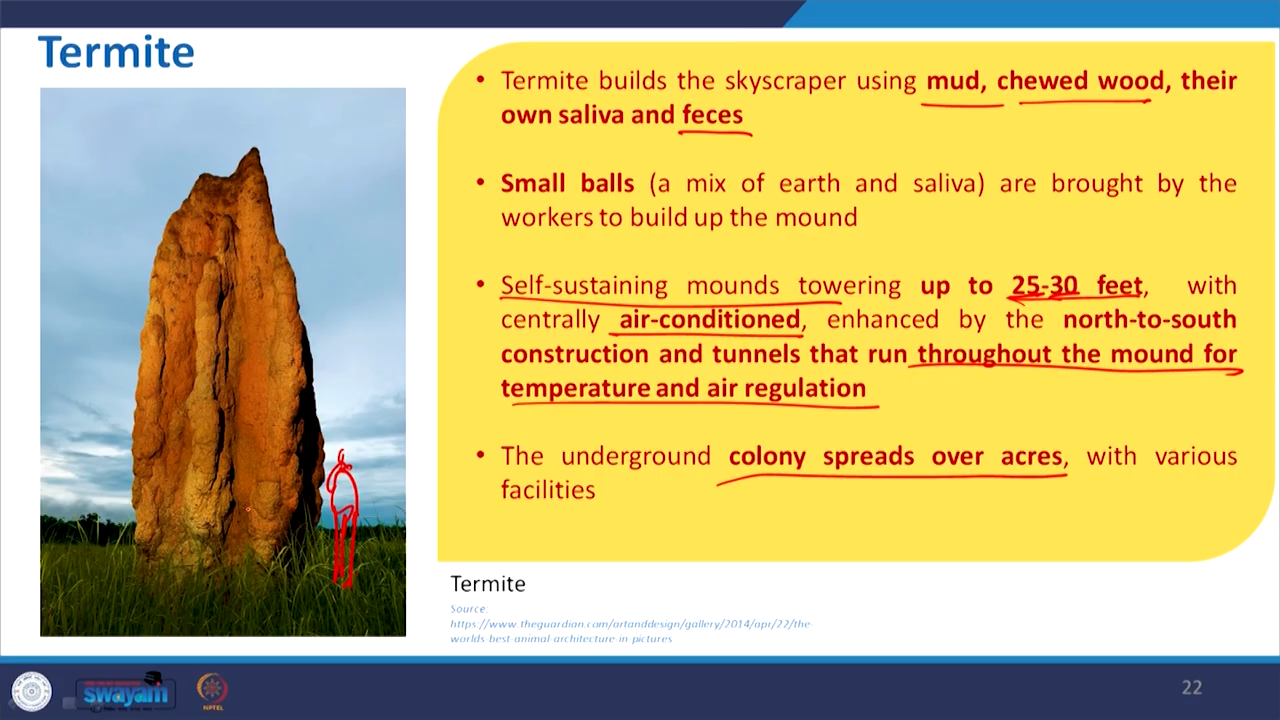 Termite
• Termite builds the skyscraper using mud, chewed wood, their
own saliva and feces
• Small balls (a mix of earth and saliva) are brought by the
workers to build up the mound
• Self-sustaining mounds towering up to 25-30 feet, with
centrally air-conditioned, enhanced by the north-to-south
construction and tunnels that run throughout the mound for
temperature and air regulation
• The underground colony spreads over acres, with various
facilities
Termite
Source:
https://www.theguardian.com/artanddesign/gallery/2014/apr/22/the-
worlds-best-animal-architecture-in-pictures
swayam
NPTEL
22